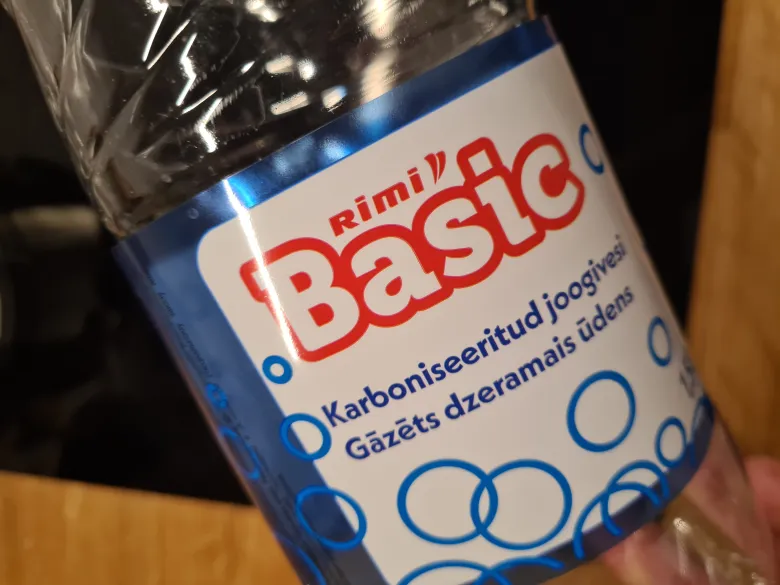 Rimi
Basic
Karboniseeritud joogivesi
Gāzēts dzeramais ūdens